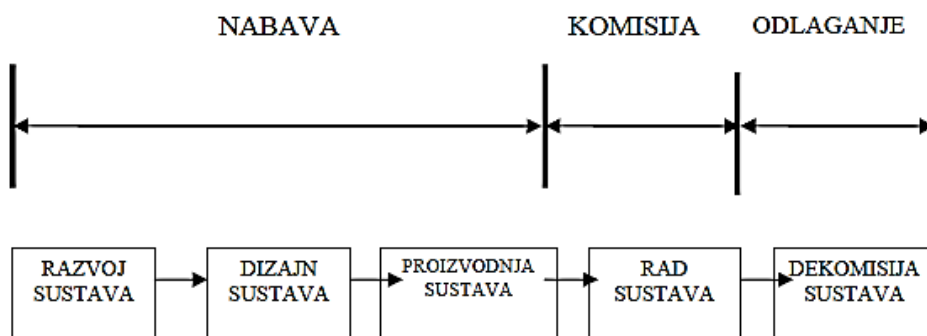 NABAVA KOMISIJA ODLAGANJE
RAZVOJ
SUSTAVA
DIZAJN
SUSTAVA
PROIZVODNJA
SUSTAVA
RAD
SUSTAVA
DEKOMISIJA
SUSTAVA